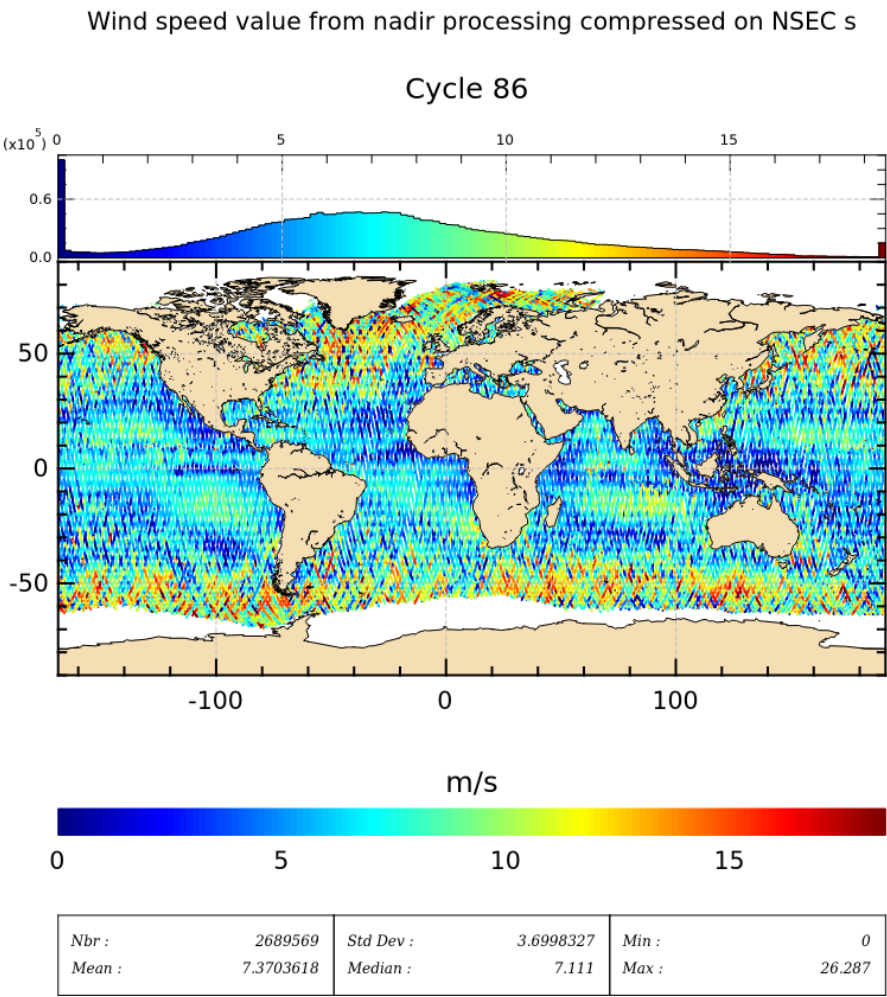 Wind speed value from nadir processing compressed on NSEC s
Cycle 86
(x10^5) 0 5 10 15
0.6
0.0
50
0
-50
-100 0 100
m/s
0 5 10 15
Nbr : 2689569 Std Dev : 3.6998327 Min : 0
Mean : 7.3703618 Median : 7.111 Max : 26.287